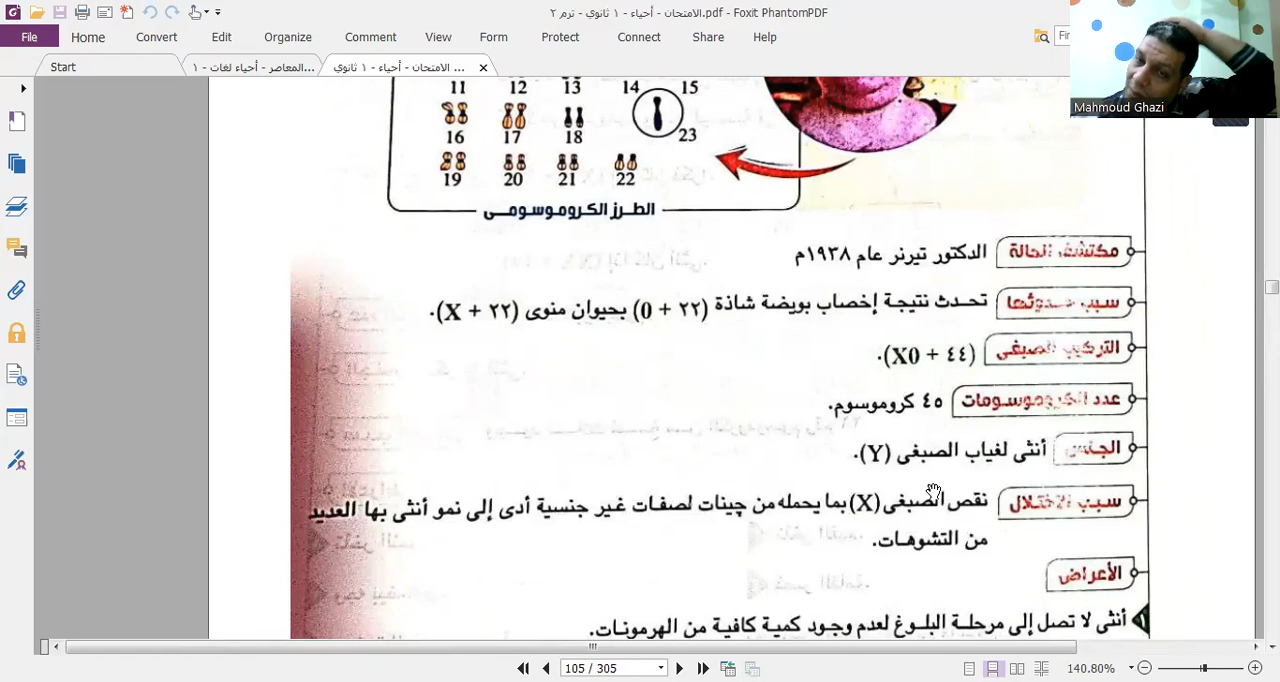 الامتحان - أحياء - ١ ثانوي - ترم ٢.pdf - Foxit PhantomPDF
File Home Convert Edit Organize Comment View Form Protect Connect Share Help
Start
المعاصر - أحياء لغات - ١...
الامتحان - أحياء - ١ ثانوي ...
Mahmoud Ghazi
11 12 13 14 15
16 17 18 23
19 20 21 22
الطرز الكروموسومى
مكتشف الحالة الدكتور تيرنر عام ١٩٣٨م
سبب حدوثها تحدث نتيجة إخصاب بويضة شاذة (٢٢ + 0) بحيوان منوى (٢٢ + X).
التركيب الصبغى (٤٤ + X0).
عدد الكروموسومات ٤٥ كروموسوم.
الجنس أنثى لغياب الصبغى (Y).
سبب الاختلال نقص الصبغى (X) بما يحمله من چينات لصفات غير جنسية أدى إلى نمو أنثى بها العديد
من التشوهات.
الأعراض
١ أنثى لا تصل إلى مرحلة البلوغ لعدم وجود كمية كافية من الهرمونات.
105 / 305
140.80%